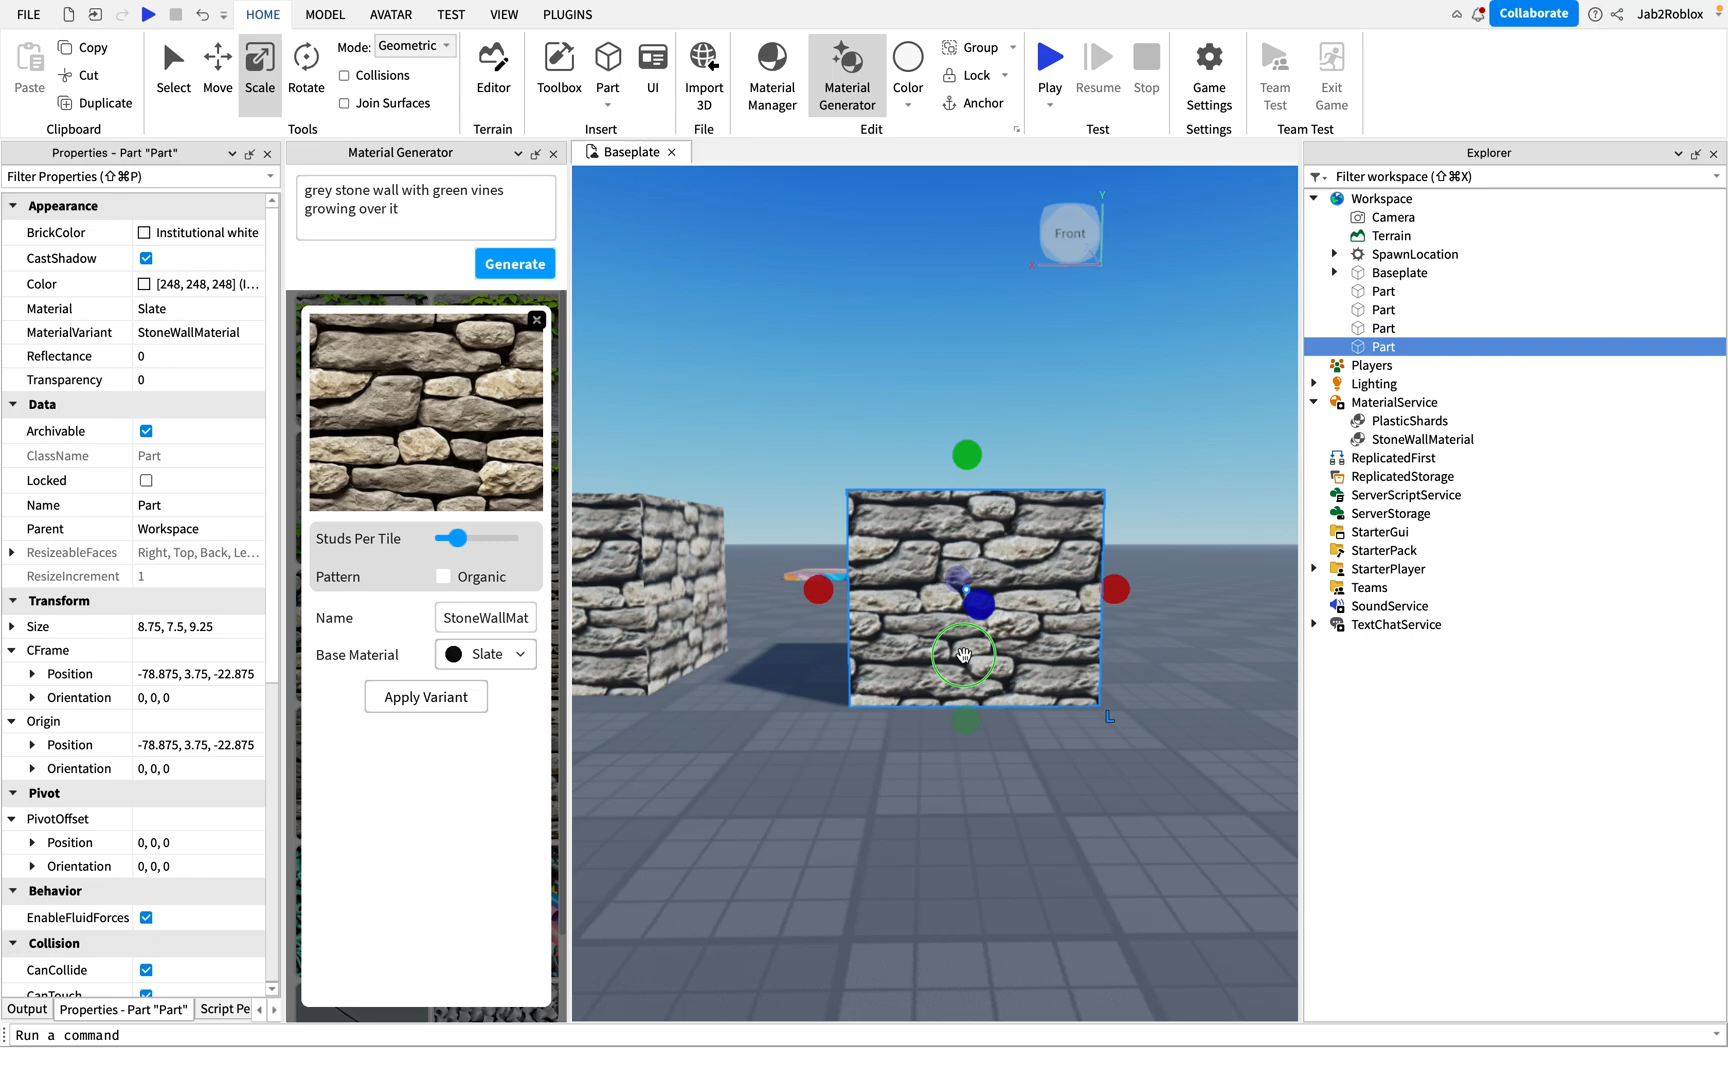 FILE
HOME
MODEL
AVATAR
TEST
VIEW
PLUGINS
Collaborate
Jab2Roblox
Paste
Copy
Cut
Duplicate
Clipboard
Select
Move
Scale
Rotate
Mode: Geometric
Collisions
Join Surfaces
Tools
Editor
Terrain
Toolbox
Part
UI
Insert
Import
3D
File
Material
Manager
Material
Generator
Color
Group
Lock
Anchor
Edit
Play
Resume
Stop
Test
Game
Settings
Settings
Team
Test
Exit
Game
Team Test
Properties - Part "Part"
Filter Properties (⇧⌘P)
Appearance
BrickColor Institutional white
CastShadow
Color [248, 248, 248] (I...
Material Slate
MaterialVariant StoneWallMaterial
Reflectance 0
Transparency 0
Data
Archivable
ClassName Part
Locked
Name Part
Parent Workspace
ResizeableFaces Right, Top, Back, Le...
ResizeIncrement 1
Transform
Size 8.75, 7.5, 9.25
CFrame
Position -78.875, 3.75, -22.875
Orientation 0, 0, 0
Origin
Position -78.875, 3.75, -22.875
Orientation 0, 0, 0
Pivot
PivotOffset
Position 0, 0, 0
Orientation 0, 0, 0
Behavior
EnableFluidForces
Collision
CanCollide
CanTouch
Output
Properties - Part "Part"
Script Pe
Run a command
Material Generator
grey stone wall with green vines
growing over it
Generate
Studs Per Tile
Pattern Organic
Name StoneWallMat
Base Material Slate
Apply Variant
Baseplate
Y
Front
X
L
Explorer
Filter workspace (⇧⌘X)
Workspace
Camera
Terrain
SpawnLocation
Baseplate
Part
Part
Part
Part
Players
Lighting
MaterialService
PlasticShards
StoneWallMaterial
ReplicatedFirst
ReplicatedStorage
ServerScriptService
ServerStorage
StarterGui
StarterPack
StarterPlayer
Teams
SoundService
TextChatService